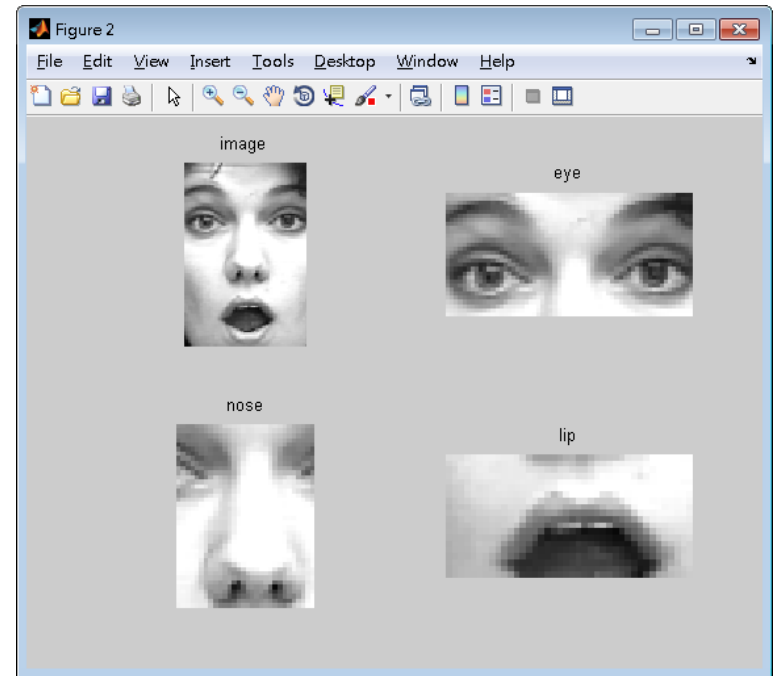 Figure 2
File Edit View Insert Tools Desktop Window Help
image
eye
nose
lip